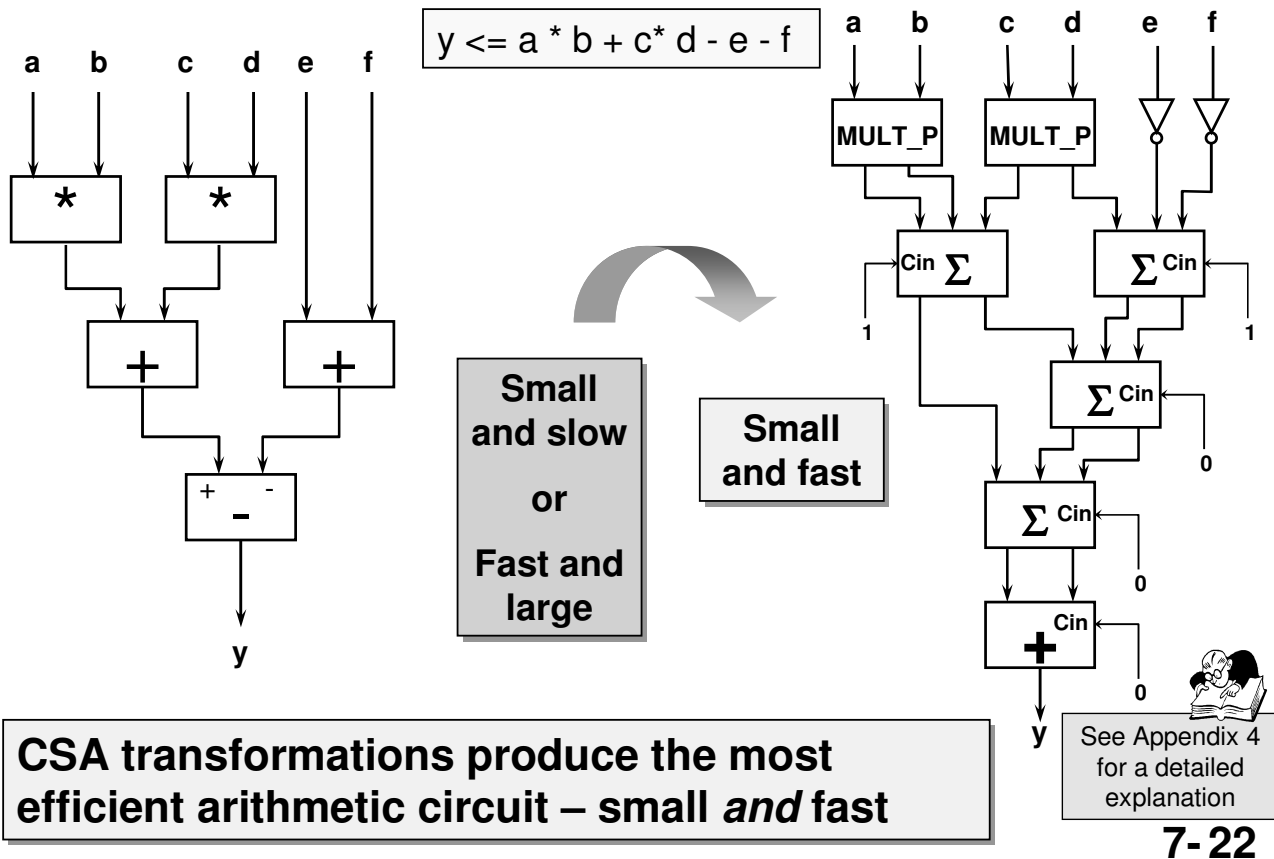 y <= a * b + c* d - e - f
a b c d e f
* *
+ +
+ -
-
y
Small
and slow
or
Fast and
large
Small
and fast
a b c d e f
MULT_P MULT_P
Cin Σ Σ Cin
1 1
Σ Cin
0
Σ Cin
0
+ Cin
0
y
See Appendix 4
for a detailed
explanation
CSA transformations produce the most
efficient arithmetic circuit – small and fast
7- 22